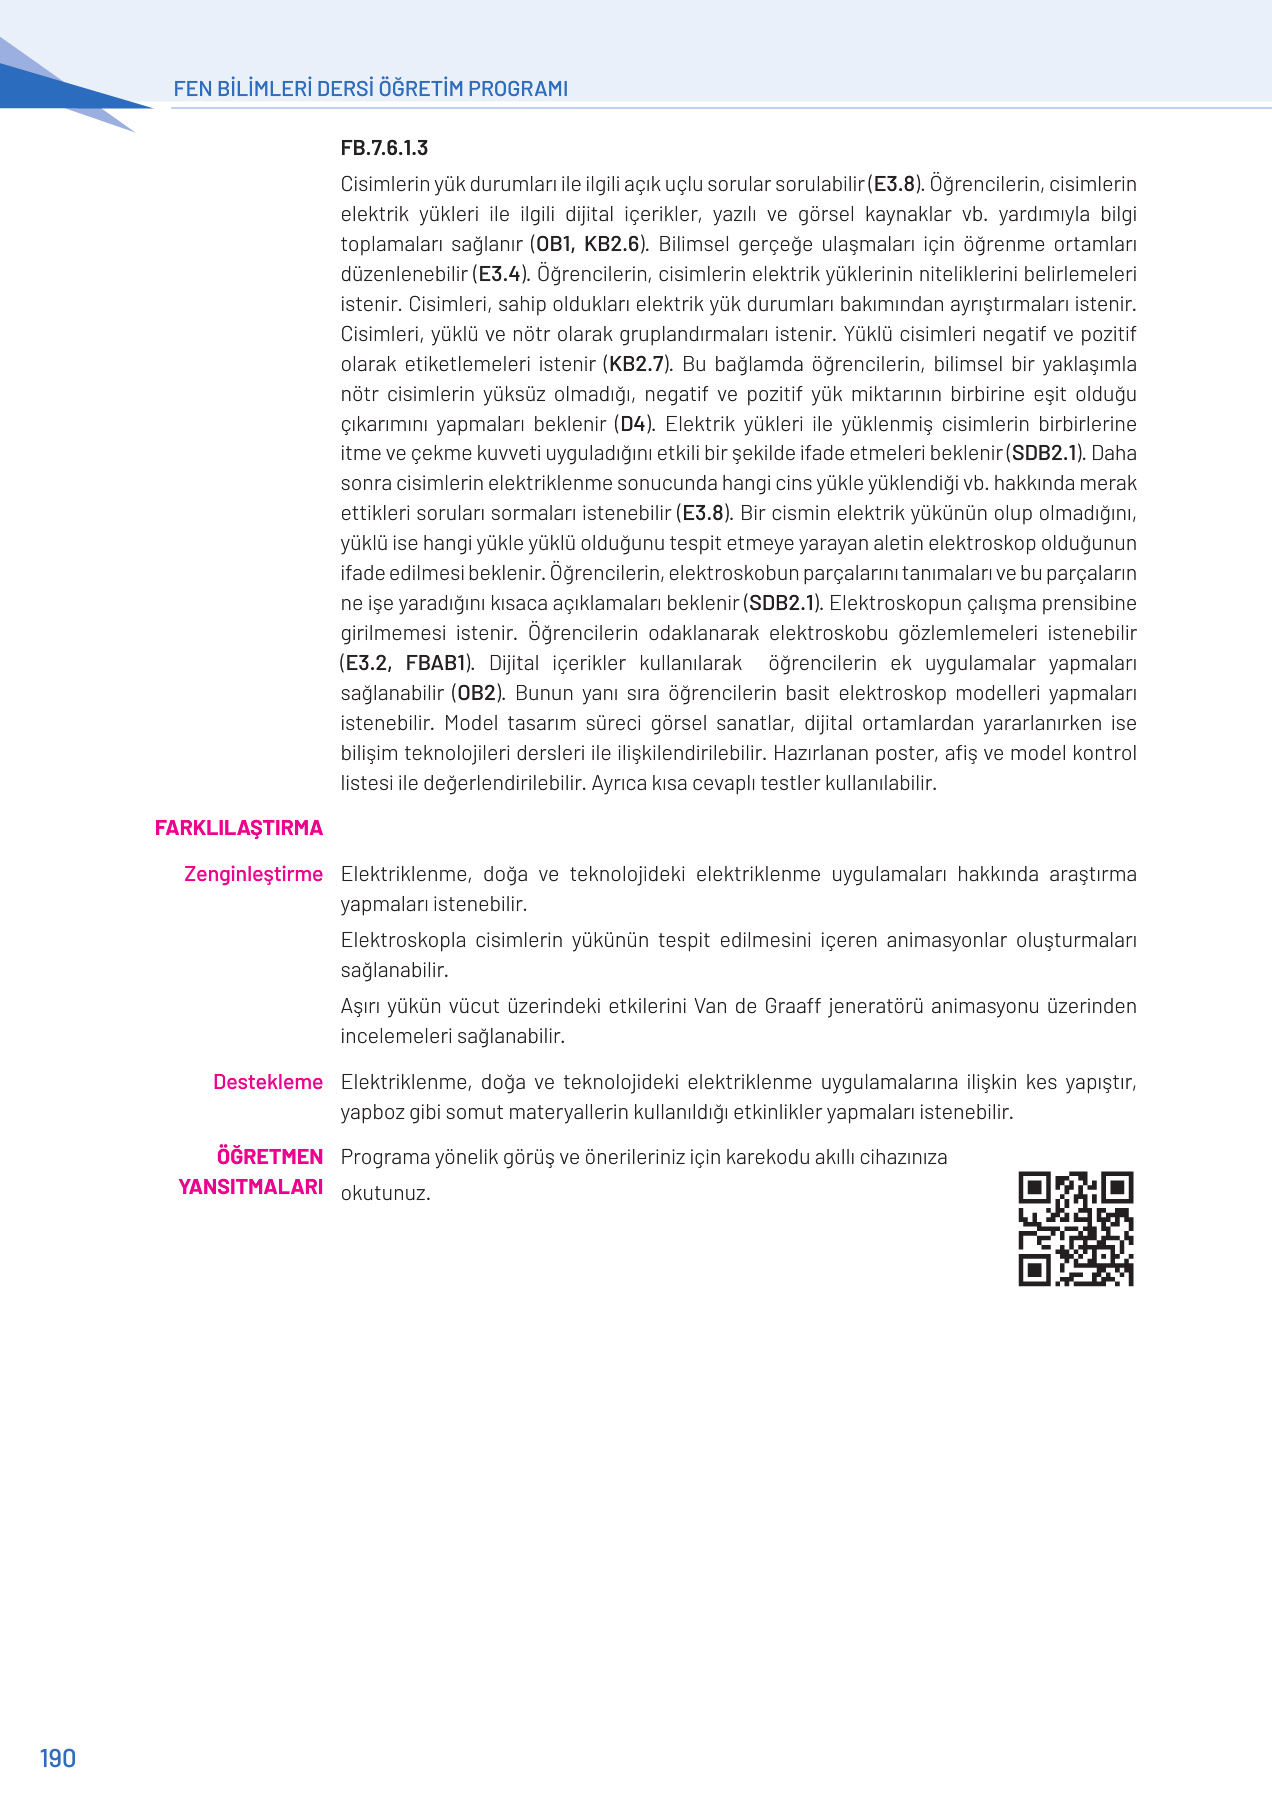 FEN BİLİMLERİ DERSİ ÖĞRETİM PROGRAMI
FB.7.6.1.3
Cisimlerin yük durumları ile ilgili açık uçlu sorular sorulabilir (E3.8). Öğrencilerin, cisimlerin
elektrik yükleri ile ilgili dijital içerikler, yazılı ve görsel kaynaklar vb. yardımıyla bilgi
toplamaları sağlanır (OB1, KB2.6). Bilimsel gerçeğe ulaşmaları için öğrenme ortamları
düzenlenebilir (E3.4). Öğrencilerin, cisimlerin elektrik yüklerinin niteliklerini belirlemeleri
istenir. Cisimleri, sahip oldukları elektrik yük durumları bakımından ayrıştırmaları istenir.
Cisimleri, yüklü ve nötr olarak gruplandırmaları istenir. Yüklü cisimleri negatif ve pozitif
olarak etiketlemeleri istenir (KB2.7). Bu bağlamda öğrencilerin, bilimsel bir yaklaşımla
nötr cisimlerin yüksüz olmadığı, negatif ve pozitif yük miktarının birbirine eşit olduğu
çıkarımını yapmaları beklenir (D4). Elektrik yükleri ile yüklenmiş cisimlerin birbirlerine
itme ve çekme kuvveti uyguladığını etkili bir şekilde ifade etmeleri beklenir (SDB2.1). Daha
sonra cisimlerin elektriklenme sonucunda hangi cins yükle yüklendiği vb. hakkında merak
ettikleri soruları sormaları istenebilir (E3.8). Bir cismin elektrik yükünün olup olmadığını,
yüklü ise hangi yükle yüklü olduğunu tespit etmeye yarayan aletin elektroskop olduğunun
ifade edilmesi beklenir. Öğrencilerin, elektroskobun parçalarını tanımaları ve bu parçaların
ne işe yaradığını kısaca açıklamaları beklenir (SDB2.1). Elektroskopun çalışma prensibine
girilmemesi istenir. Öğrencilerin odaklanarak elektroskobu gözlemlemeleri istenebilir
(E3.2, FBAB1). Dijital içerikler kullanılarak öğrencilerin ek uygulamalar yapmaları
sağlanabilir (OB2). Bunun yanı sıra öğrencilerin basit elektroskop modelleri yapmaları
istenebilir. Model tasarım süreci görsel sanatlar, dijital ortamlardan yararlanırken ise
bilişim teknolojileri dersleri ile ilişkilendirilebilir. Hazırlanan poster, afiş ve model kontrol
listesi ile değerlendirilebilir. Ayrıca kısa cevaplı testler kullanılabilir.
FARKLILAŞTIRMA
Zenginleştirme Elektriklenme, doğa ve teknolojideki elektriklenme uygulamaları hakkında araştırma
yapmaları istenebilir.
Elektroskopla cisimlerin yükünün tespit edilmesini içeren animasyonlar oluşturmaları
sağlanabilir.
Aşırı yükün vücut üzerindeki etkilerini Van de Graaff jeneratörü animasyonu üzerinden
incelemeleri sağlanabilir.
Destekleme Elektriklenme, doğa ve teknolojideki elektriklenme uygulamalarına ilişkin kes yapıştır,
yapboz gibi somut materyallerin kullanıldığı etkinlikler yapmaları istenebilir.
ÖĞRETMEN Programa yönelik görüş ve önerileriniz için karekodu akıllı cihazınıza
YANSITMALARI okutunuz.
190